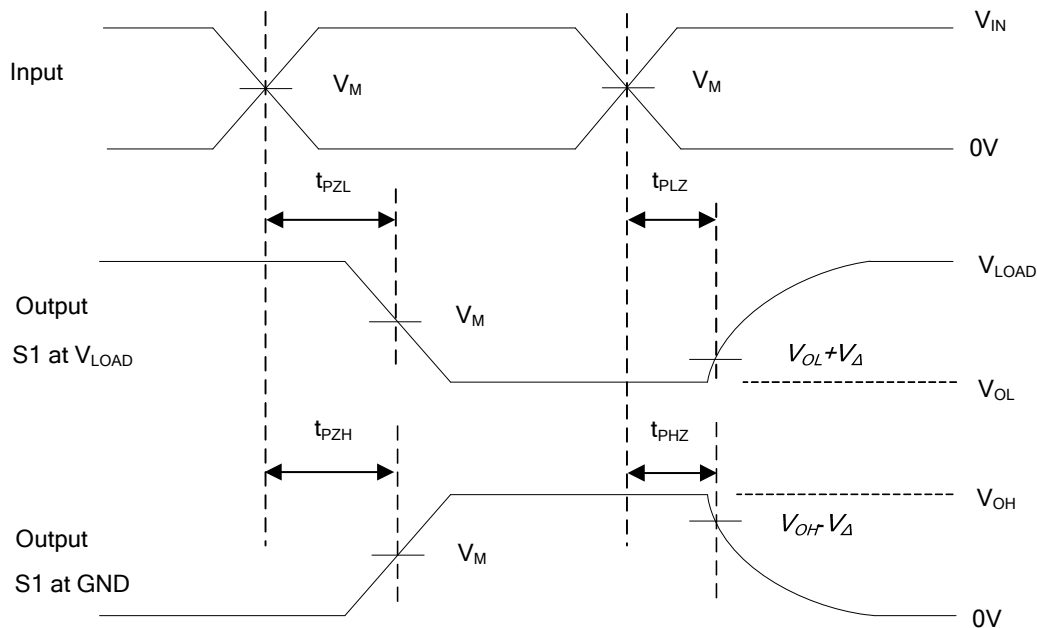 V_IN
Input
V_M V_M
0V
t_PZL t_PLZ
V_LOAD
Output
V_M
S1 at V_LOAD
V_OL+V_Δ
V_OL
t_PZH t_PHZ
V_OH
V_OH-V_Δ
Output
V_M
S1 at GND
0V